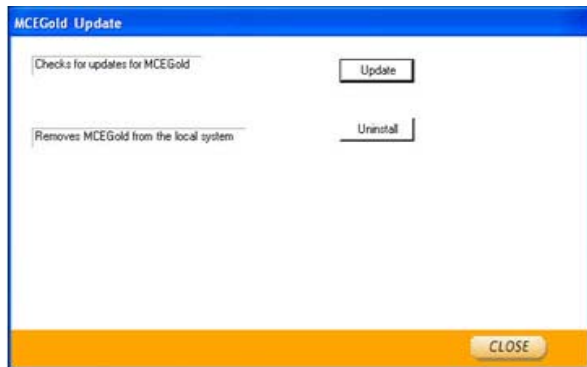 MCEGold Update
Checks for updates for MCEGold
Update
Removes MCEGold from the local system
Uninstall
CLOSE